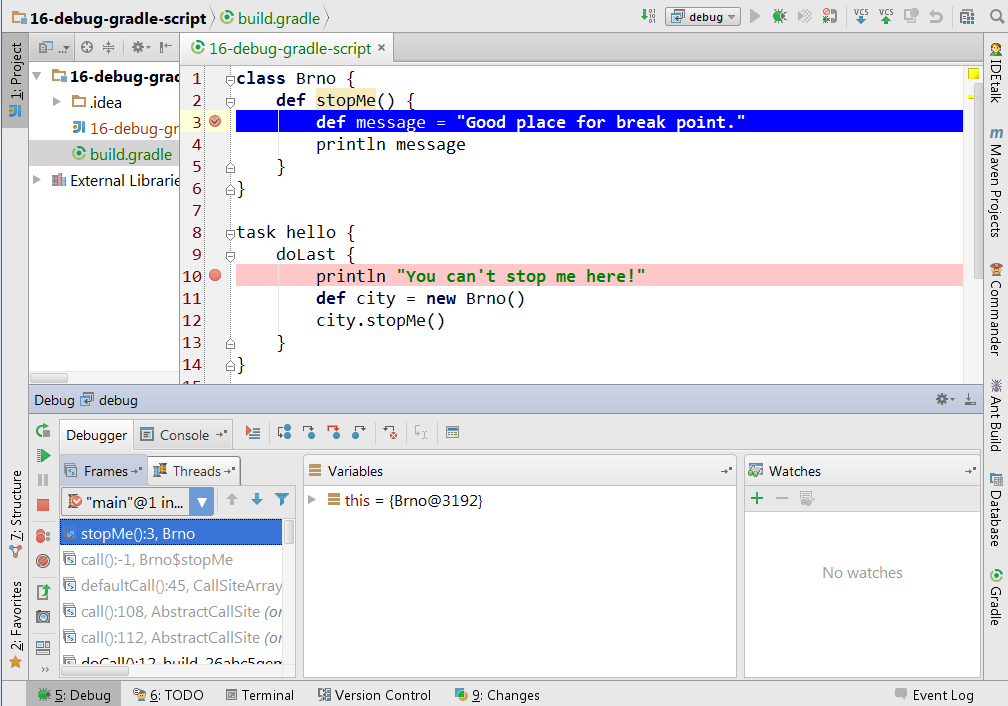 16-debug-gradle-script build.gradle
debug
VCS VCS
1: Project
16-debug-gradle-script ×
16-debug-grad
.idea
16-debug-gr
build.gradle
External Librarie
1 class Brno {
2 def stopMe() {
3 def message = "Good place for break point."
4 println message
5 }
6 }
7
8 task hello {
9 doLast {
10 println "You can't stop me here!"
11 def city = new Brno()
12 city.stopMe()
13 }
14 }
15
IDEtalk
m Maven Projects
Commander
Ant Build
Database
Gradle
Debug debug
Debugger Console
Frames Threads
"main"@1 in...
stopMe():3, Brno
call():-1, Brno$stopMe
defaultCall():45, CallSiteArray
call():108, AbstractCallSite (or
call():112, AbstractCallSite (or
doCall():12, build_26abc5gem
Variables
this = {Brno@3192}
Watches
No watches
7: Structure
2: Favorites
5: Debug 6: TODO Terminal Version Control 9: Changes Event Log